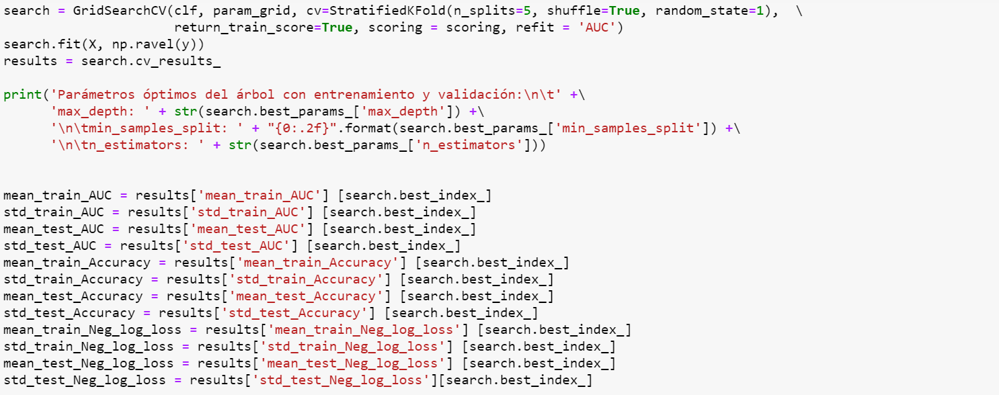 search = GridSearchCV(clf, param_grid, cv=StratifiedKFold(n_splits=5, shuffle=True, random_state=1),  \
                      return_train_score=True, scoring = scoring, refit = 'AUC')
search.fit(X, np.ravel(y))
results = search.cv_results_

print('Parámetros óptimos del árbol con entrenamiento y validación:\n\t' +\
      'max_depth: ' + str(search.best_params_['max_depth']) +\
      '\n\tmin_samples_split: ' + "{0:.2f}".format(search.best_params_['min_samples_split']) +\
      '\n\tn_estimators: ' + str(search.best_params_['n_estimators']))

mean_train_AUC = results['mean_train_AUC'] [search.best_index_]
std_train_AUC = results['std_train_AUC'] [search.best_index_]
mean_test_AUC = results['mean_test_AUC'] [search.best_index_]
std_test_AUC = results['std_test_AUC'] [search.best_index_]
mean_train_Accuracy = results['mean_train_Accuracy'] [search.best_index_]
std_train_Accuracy = results['std_train_Accuracy'] [search.best_index_]
mean_test_Accuracy = results['mean_test_Accuracy'] [search.best_index_]
std_test_Accuracy = results['std_test_Accuracy'] [search.best_index_]
mean_train_Neg_log_loss = results['mean_train_Neg_log_loss'] [search.best_index_]
std_train_Neg_log_loss = results['std_train_Neg_log_loss'] [search.best_index_]
mean_test_Neg_log_loss = results['mean_test_Neg_log_loss'] [search.best_index_]
std_test_Neg_log_loss = results['std_test_Neg_log_loss'][search.best_index_]